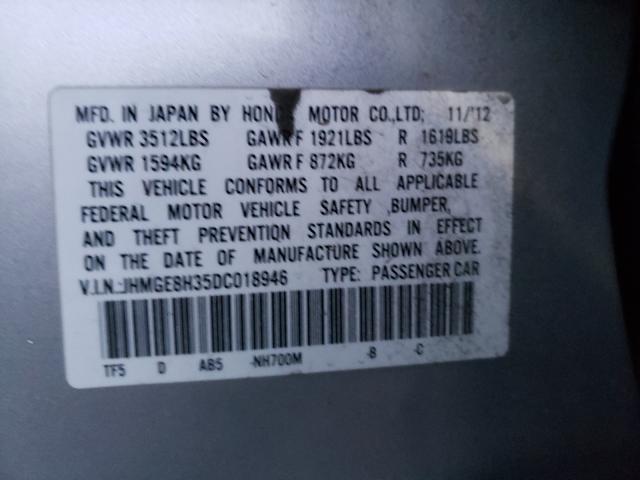 MFD. IN JAPAN BY HONDA MOTOR CO.,LTD; 11/'12
GVWR 3512LBS GAWR F 1921LBS R 1619LBS
GVWR 1594KG GAWR F 872KG R 735KG
THIS VEHICLE CONFORMS TO ALL APPLICABLE
FEDERAL MOTOR VEHICLE SAFETY ,BUMPER,
AND THEFT PREVENTION STANDARDS IN EFFECT
ON THE DATE OF MANUFACTURE SHOWN ABOVE.
V.I.N.:JHMGE8H35DC018946 TYPE: PASSENGER CAR
TF5 D AB5 -NH700M -B -C